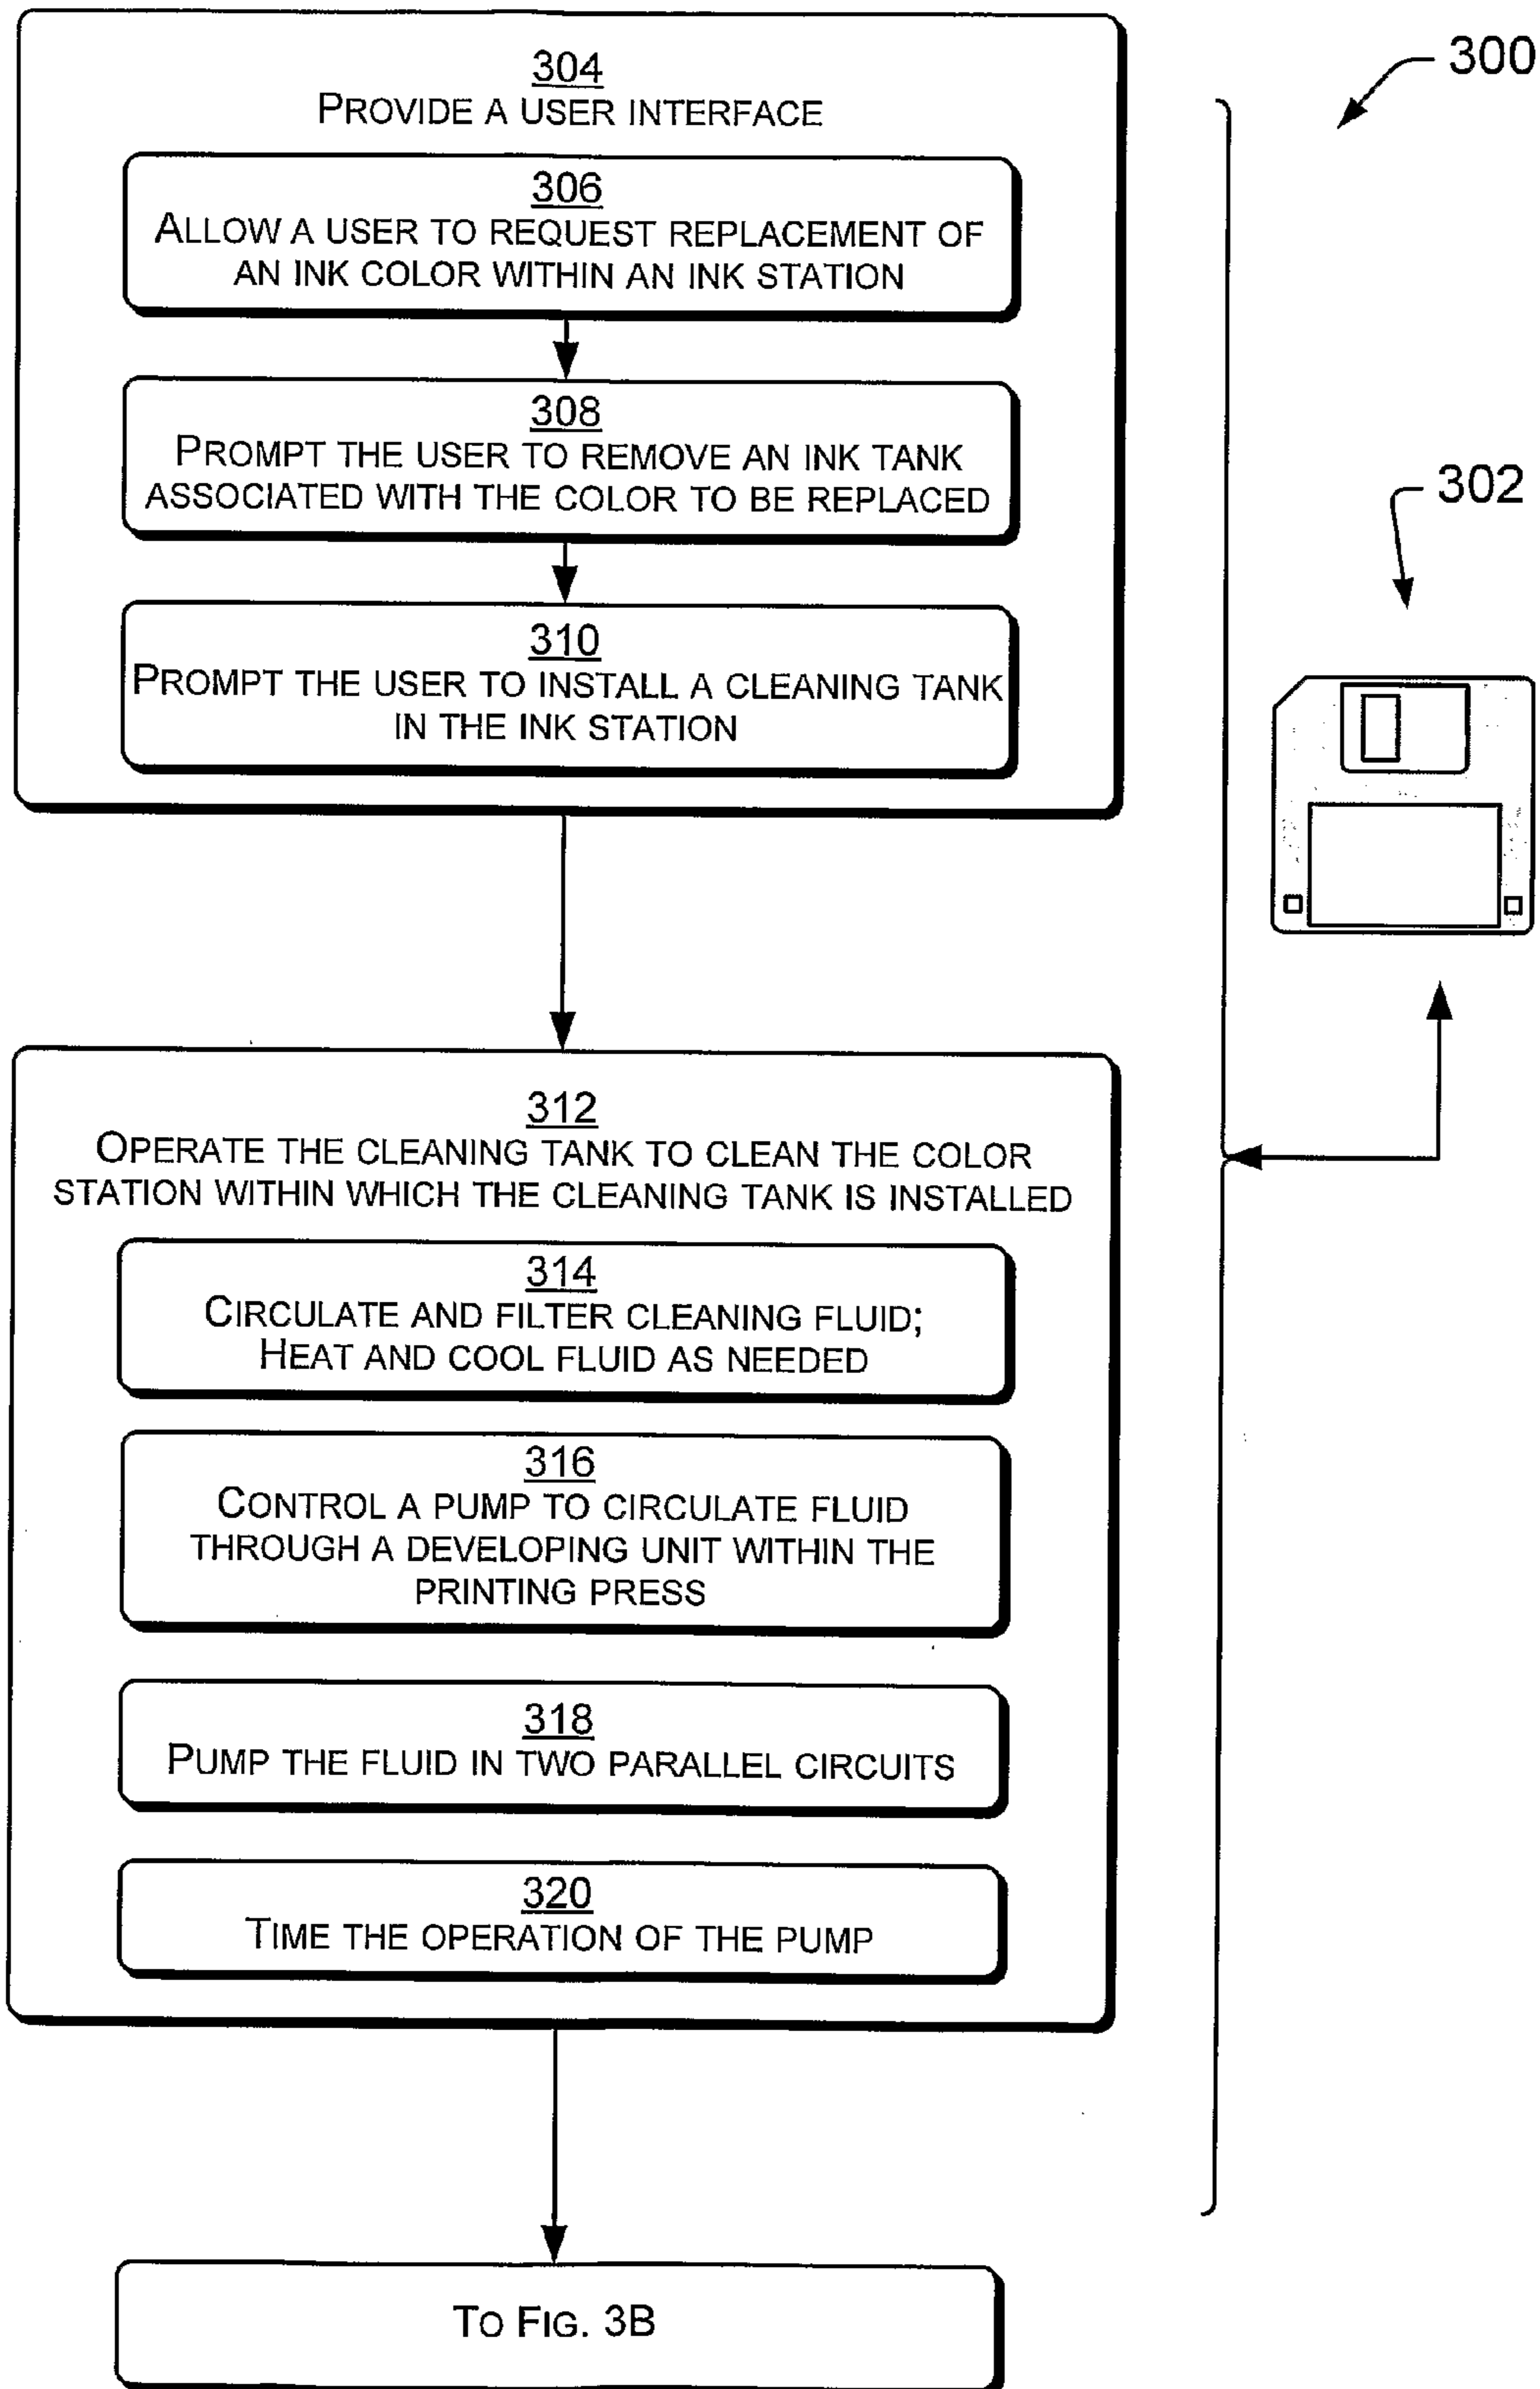 300
304
PROVIDE A USER INTERFACE
306
ALLOW A USER TO REQUEST REPLACEMENT OF
AN INK COLOR WITHIN AN INK STATION
308
PROMPT THE USER TO REMOVE AN INK TANK
ASSOCIATED WITH THE COLOR TO BE REPLACED
302
310
PROMPT THE USER TO INSTALL A CLEANING TANK
IN THE INK STATION
312
OPERATE THE CLEANING TANK TO CLEAN THE COLOR
STATION WITHIN WHICH THE CLEANING TANK IS INSTALLED
314
CIRCULATE AND FILTER CLEANING FLUID;
HEAT AND COOL FLUID AS NEEDED
316
CONTROL A PUMP TO CIRCULATE FLUID
THROUGH A DEVELOPING UNIT WITHIN THE
PRINTING PRESS
318
PUMP THE FLUID IN TWO PARALLEL CIRCUITS
320
TIME THE OPERATION OF THE PUMP
TO FIG. 3B